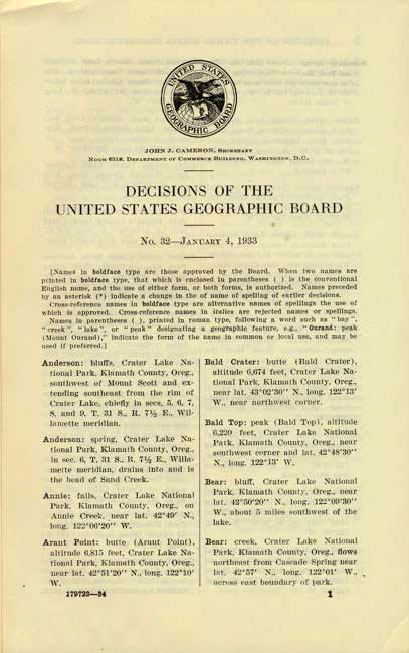 UNITED STATES
GEOGRAPHIC BOARD
JOHN J. CAMERON, SECRETARY
ROOM 6318, DEPARTMENT OF COMMERCE BUILDING, WASHINGTON, D.C.
DECISIONS OF THE
UNITED STATES GEOGRAPHIC BOARD
No. 32—JANUARY 4, 1933
[Names in boldface type are those approved by the Board. When two names are
printed in boldface type, that which is enclosed in parentheses ( ) is the conventional
English name, and the use of either form, or both forms, is authorized. Names preceded
by an asterisk (*) indicate a change in the of name of spelling of earlier decisions.
Cross-reference names in boldface type are alternative names of spellings the use of
which is approved. Cross-reference names in italics are rejected names or spellings.
Names in parentheses ( ), printed in roman type, following a word such as "bay",
"creek", "lake", or "peak" designating a geographic feature, e.g., "Ourand: peak
(Mount Ourand)," indicate the form of the name in common or local use, and may be
used if preferred.]
Anderson: bluffs, Crater Lake Na-
tional Park, Klamath County, Oreg.,
southwest of Mount Scott and ex-
tending southeast from the rim of
Crater Lake, chiefly in secs. 5, 6, 7,
8, and 9, T. 31 S., R. 7½ E., Wil-
lamette meridian.
Anderson: spring, Crater Lake Na-
tional Park, Klamath County, Oreg.,
in sec. 6, T. 31 S., R. 7½ E., Willa-
mette meridian, drains into and is
the head of Sand Creek.
Annie: falls, Crater Lake National
Park, Klamath County, Oreg., on
Annie Creek, near lat. 42°49' N.,
long. 122°06'20'' W.
Arant Point: butte (Arant Point),
altitude 6,815 feet, Crater Lake Na-
tional Park, Klamath County, Oreg.,
near lat. 42°51'20'' N., long. 122°10'
W.
179723—34
Bald Crater: butte (Bald Crater),
altitude 6,674 feet, Crater Lake Na-
tional Park, Klamath County, Oreg.,
near lat. 43°02'30'' N., long. 122°13'
W., near northwest corner.
Bald Top: peak (Bald Top), altitude
6,220 feet, Crater Lake National
Park, Klamath County, Oreg., near
southwest corner and lat. 42°48'30''
N., long. 122°13' W.
Bear: bluff, Crater Lake National
Park, Klamath County, Oreg., near
lat. 42°50'20'' N., long. 122°09'30''
W., about 5 miles southwest of the
lake.
Bear: creek, Crater Lake National
Park, Klamath County, Oreg., flows
northeast from Cascade Spring near
lat. 42°57' N., long. 122°01' W.,
across east boundary of park.
1